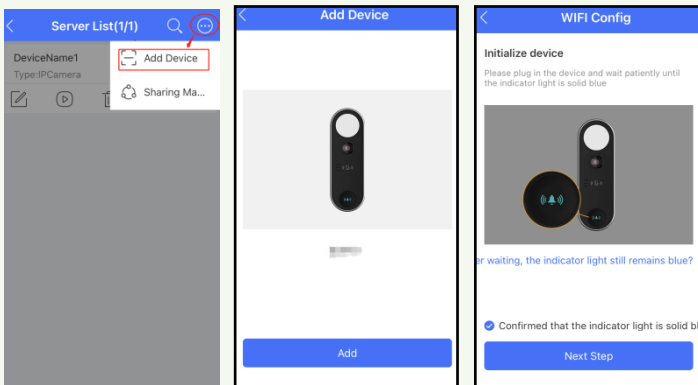 Server List(1/1)
DeviceName1
Type:IPCamera
Add Device
Sharing Ma...
Add Device
Add
WIFI Config
Initialize device
Please plug in the device and wait patiently until
the indicator light is solid blue
er waiting, the indicator light still remains blue?
Confirmed that the indicator light is solid bl
Next Step